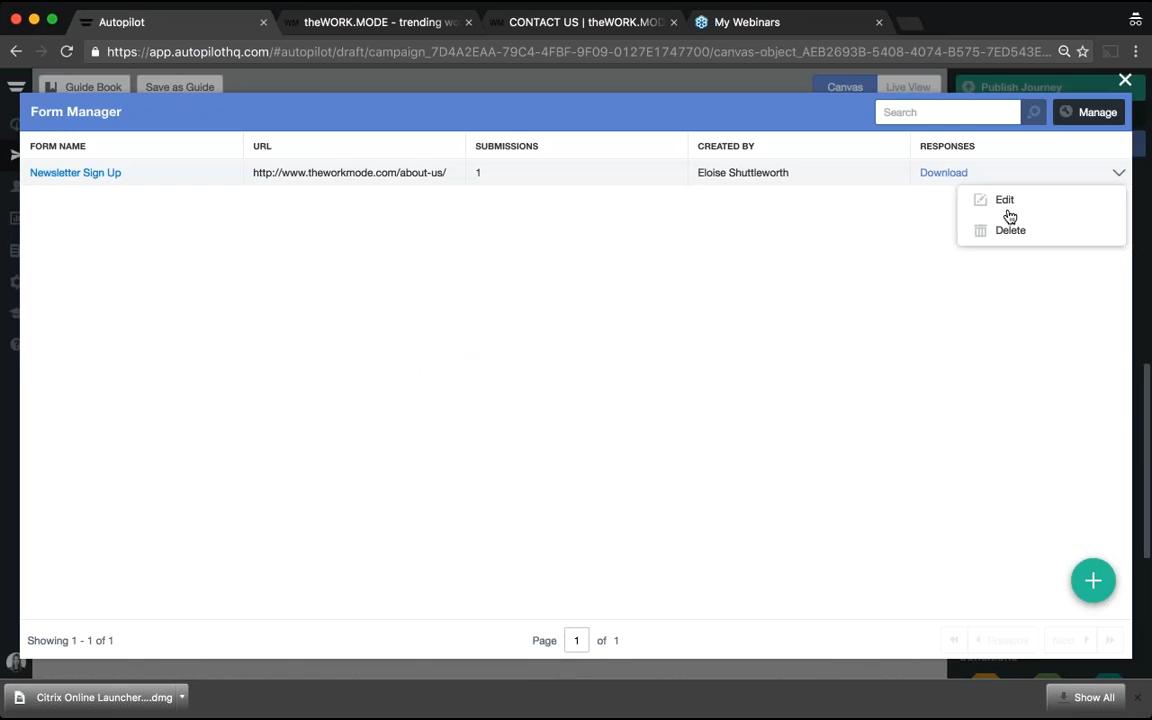 Autopilot
theWORK.MODE - trending wo
CONTACT US | theWORK.MOD
My Webinars
https://app.autopilothq.com/#autopilot/draft/campaign_7D4A2EAA-79C4-4FBF-9F09-0127E1747700/canvas-object_AEB2693B-5408-4074-B575-7ED543E...
Guide Book
Save as Guide
Canvas
Live View
Publish Journey
Form Manager
Search
Manage
FORM NAME
URL
SUBMISSIONS
CREATED BY
RESPONSES
Newsletter Sign Up
http://www.theworkmode.com/about-us/
1
Eloise Shuttleworth
Download
Edit
Delete
Showing 1 - 1 of 1
Page 1 of 1
Previous
Next
Citrix Online Launcher....dmg
Show All